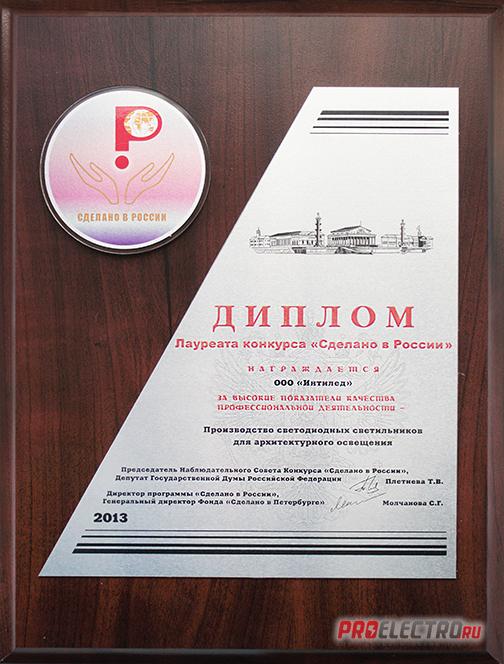 СДЕЛАНО В РОССИИ
ДИПЛОМ
Лауреата конкурса «Сделано в России»
НАГРАЖДАЕТСЯ
ООО «Интилед»
ЗА ВЫСОКИЕ ПОКАЗАТЕЛИ КАЧЕСТВА
ПРОФЕССИОНАЛЬНОЙ ДЕЯТЕЛЬНОСТИ –
Производство светодиодных светильников
для архитектурного освещения
Председатель Наблюдательного Совета Конкурса «Сделано в России»,
Депутат Государственной Думы Российской Федерации Плетнева Т.В.
Директор программы «Сделано в России»,
Генеральный директор Фонда «Сделано в Петербурге» Молчанова С.Г.
2013
PROELECTRO.RU